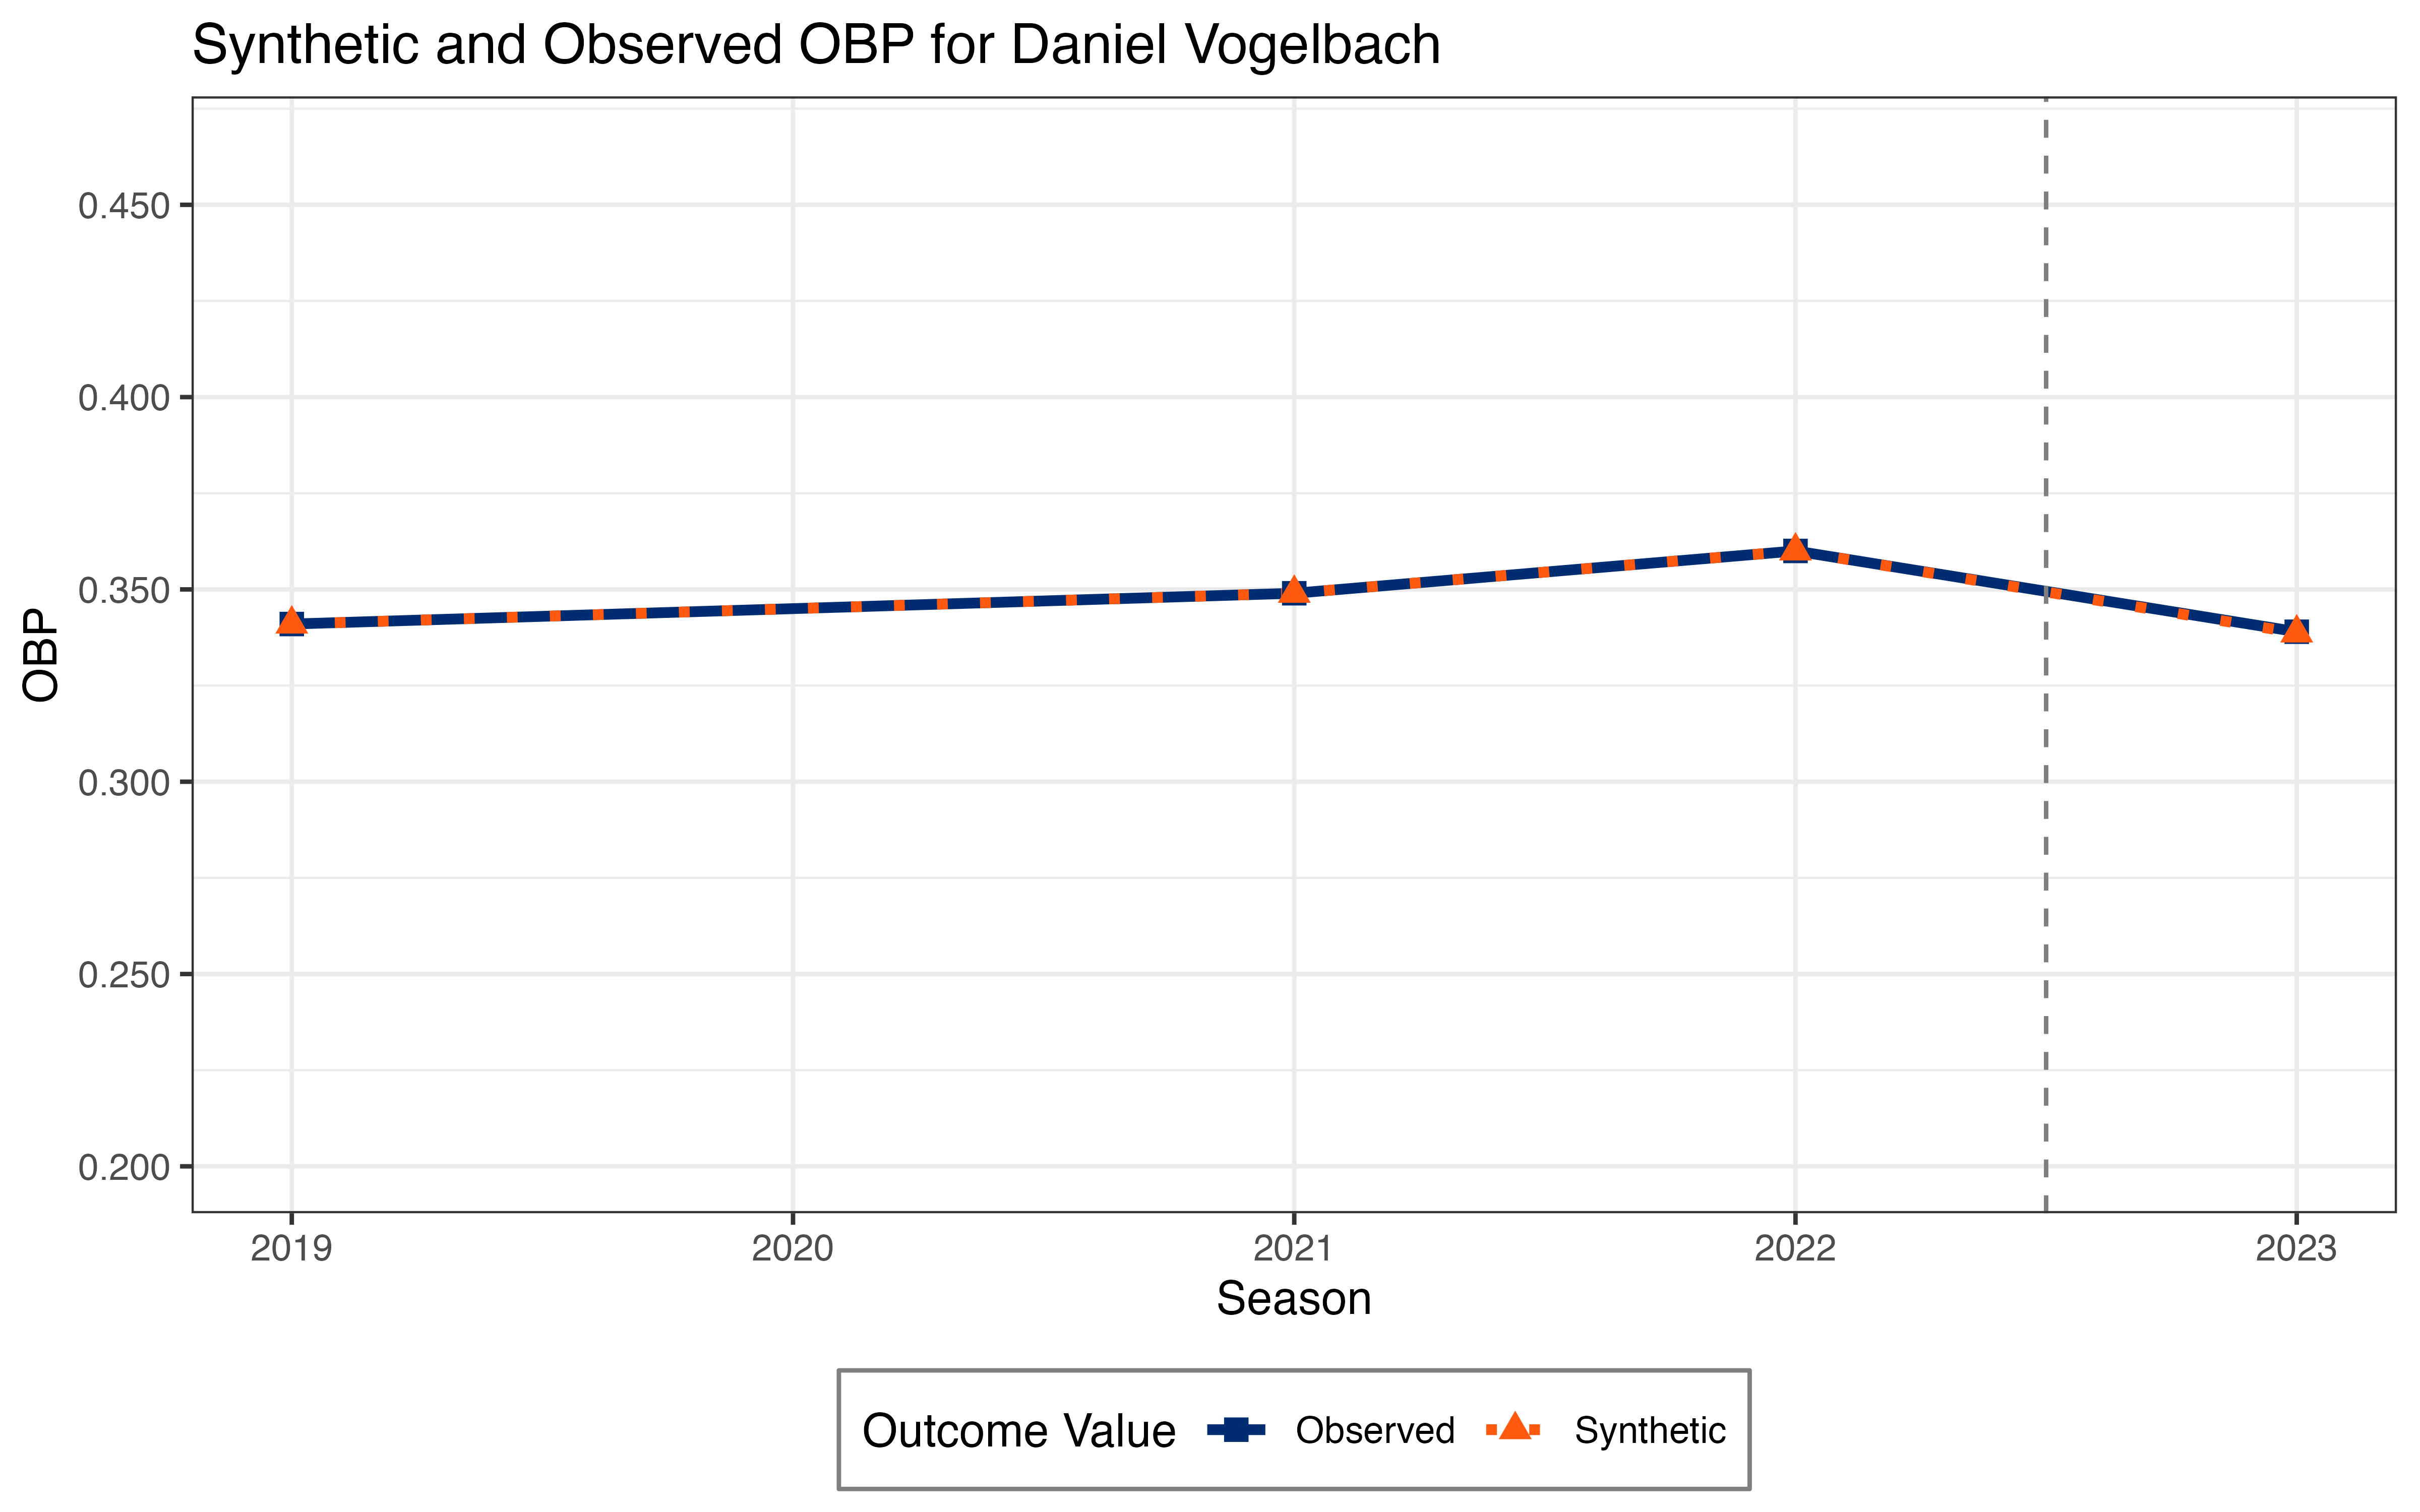 Synthetic and Observed OBP for Daniel Vogelbach
0.450
0.400
0.350
0.300
0.250
0.200
OBP
2019 2020 2021 2022 2023
Season
Outcome Value Observed Synthetic